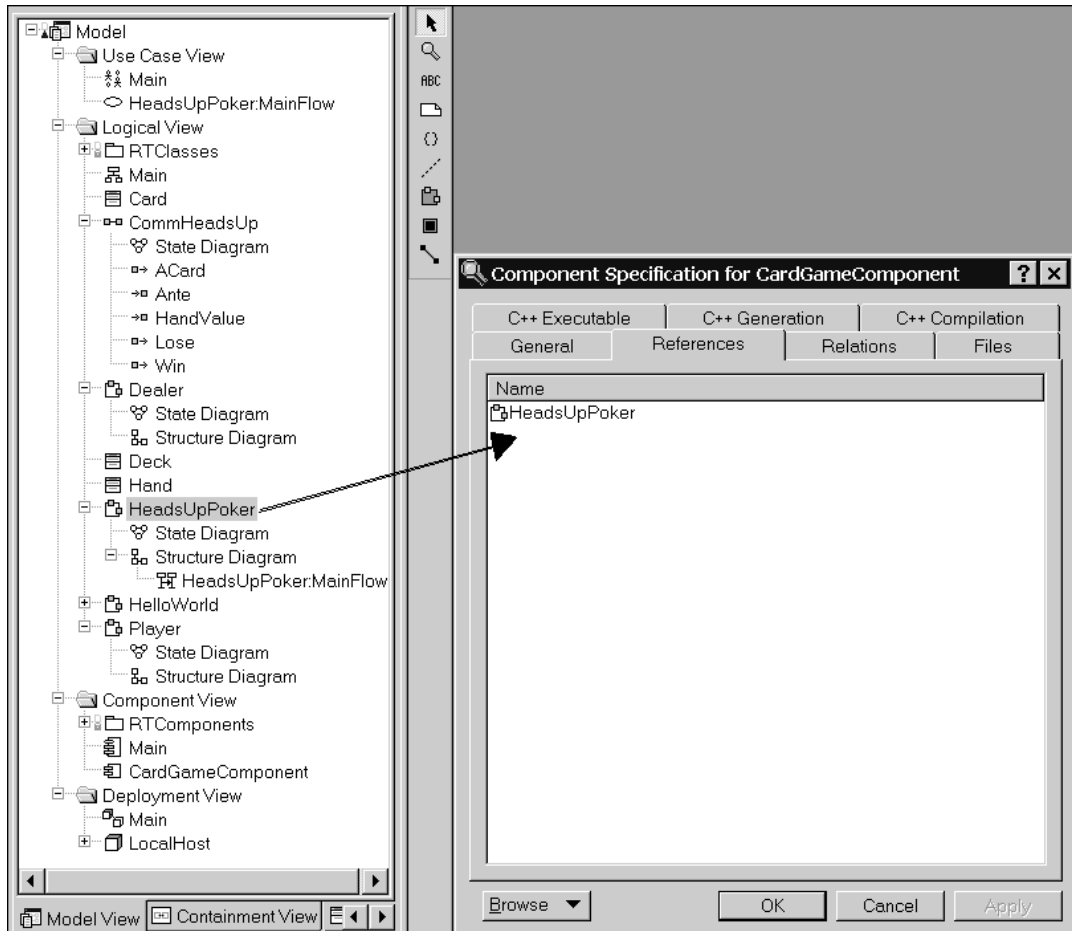 Model
Use Case View
Main
HeadsUpPoker:MainFlow
Logical View
RTClasses
Main
Card
CommHeadsUp
State Diagram
ACard
Ante
HandValue
Lose
Win
Dealer
State Diagram
Structure Diagram
Deck
Hand
HeadsUpPoker
State Diagram
Structure Diagram
HeadsUpPoker:MainFlow
HelloWorld
Player
State Diagram
Structure Diagram
Component View
RTComponents
Main
CardGameComponent
Deployment View
Main
LocalHost
Model View Containment View
ABC
Component Specification for CardGameComponent
C++ Executable C++ Generation C++ Compilation
General References Relations Files
Name
HeadsUpPoker
Browse OK Cancel Apply